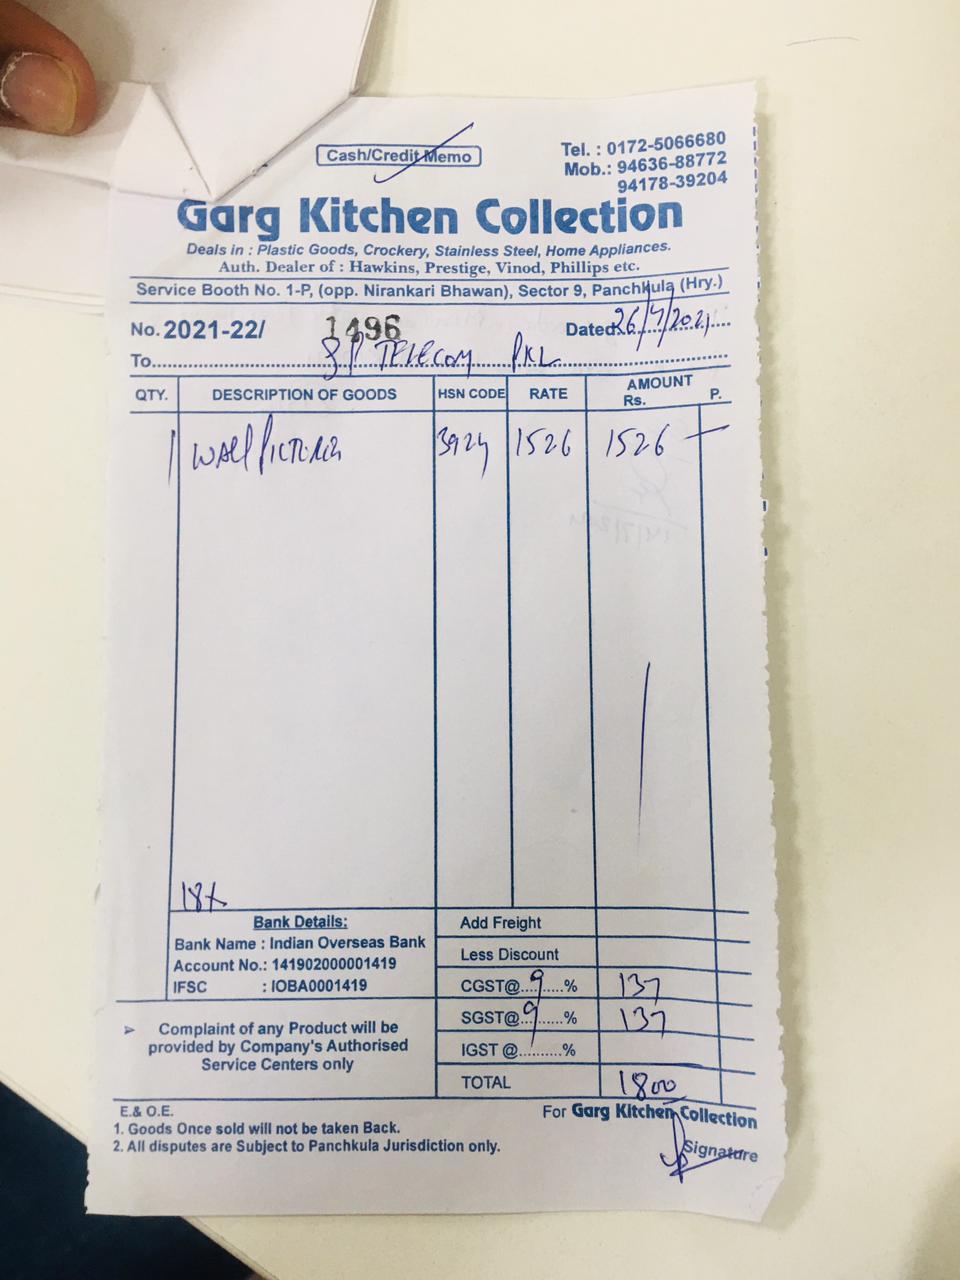 Cash/Credit Memo
Tel. : 0172-5066680
Mob.: 94636-88772
94178-39204
Garg Kitchen Collection
Deals in : Plastic Goods, Crockery, Stainless Steel, Home Appliances.
Auth. Dealer of : Hawkins, Prestige, Vinod, Phillips etc.
Service Booth No. 1-P, (opp. Nirankari Bhawan), Sector 9, Panchkula (Hry.)
No. 2021-22/ 1496 Dated 26/7/2021
To TELECOM PKL
QTY. DESCRIPTION OF GOODS HSN CODE RATE AMOUNT
Rs. P.
1 WALL 3924 1526 1526 —
18%
Bank Details:
Bank Name : Indian Overseas Bank
Account No.: 141902000001419
IFSC : IOBA0001419
Add Freight
Less Discount
CGST@ 9 % 137
SGST@ 9 % 137
IGST @..........%
TOTAL 1800
➢ Complaint of any Product will be
provided by Company's Authorised
Service Centers only
E.& O.E.
1. Goods Once sold will not be taken Back.
2. All disputes are Subject to Panchkula Jurisdiction only.
For Garg Kitchen Collection
Signature